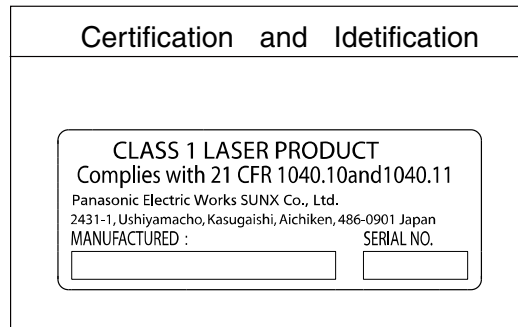 Certification and Idetification
CLASS 1 LASER PRODUCT
Complies with 21 CFR 1040.10and1040.11
Panasonic Electric Works SUNX Co., Ltd.
2431-1, Ushiyamacho, Kasugaishi, Aichiken, 486-0901 Japan
MANUFACTURED : SERIAL NO.